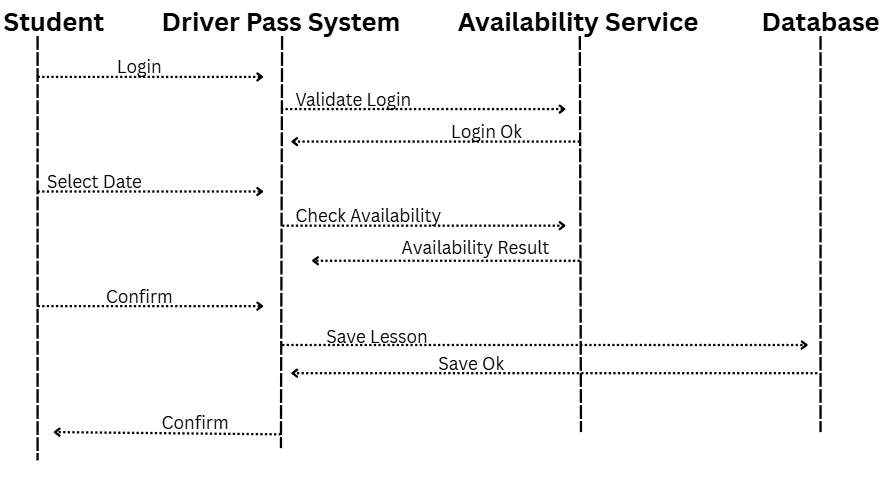 Student Driver Pass System Availability Service Database
Login
Validate Login
Login Ok
Select Date
Check Availability
Availability Result
Confirm
Save Lesson
Save Ok
Confirm